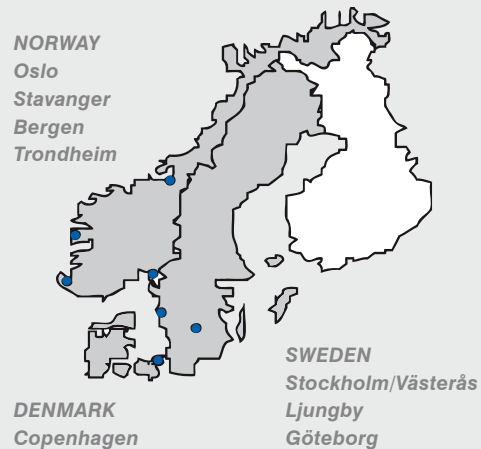 NORWAY
Oslo
Stavanger
Bergen
Trondheim
DENMARK
Copenhagen
SWEDEN
Stockholm/Västerås
Ljungby
Göteborg